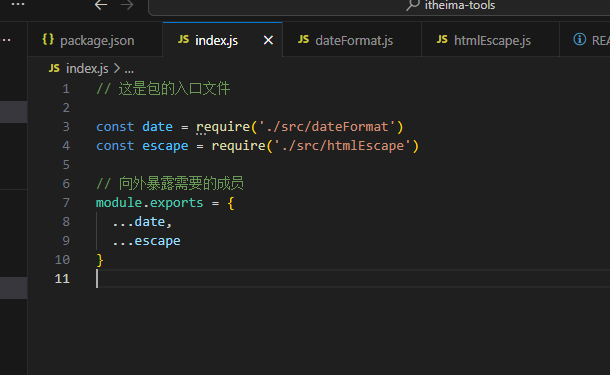 itheima-tools
package.json
JS index.js
JS dateFormat.js
JS htmlEscape.js
REA
JS index.js > ...
1 // 这是包的入口文件
2
3 const date = require('./src/dateFormat')
4 const escape = require('./src/htmlEscape')
5
6 // 向外暴露需要的成员
7 module.exports = {
8 ...date,
9 ...escape
10 }
11